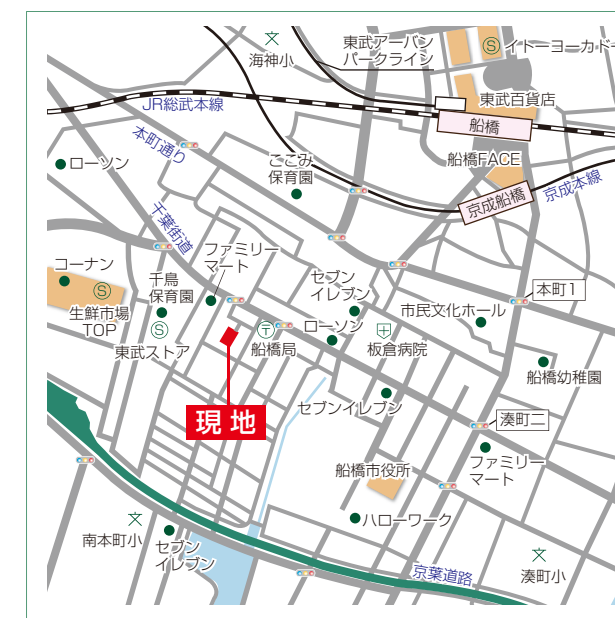 文
海神小
東武アーバン
パークライン
Ⓢ イトーヨーカドー
東武百貨店
JR総武本線
船橋
本町通り
ローソン
ここみ
保育園
船橋FACE
京成船橋
京成本線
千葉街道
コーナン
Ⓢ
生鮮市場
TOP
千鳥
保育園
Ⓢ
東武ストア
ファミリー
マート
セブン
イレブン
本町1
市民文化ホール
〒
船橋局
ローソン
板倉病院
船橋幼稚園
現地
セブンイレブン
湊町二
船橋市役所
ファミリー
マート
ハローワーク
文
南本町小
セブン
イレブン
京葉道路
文
湊町小